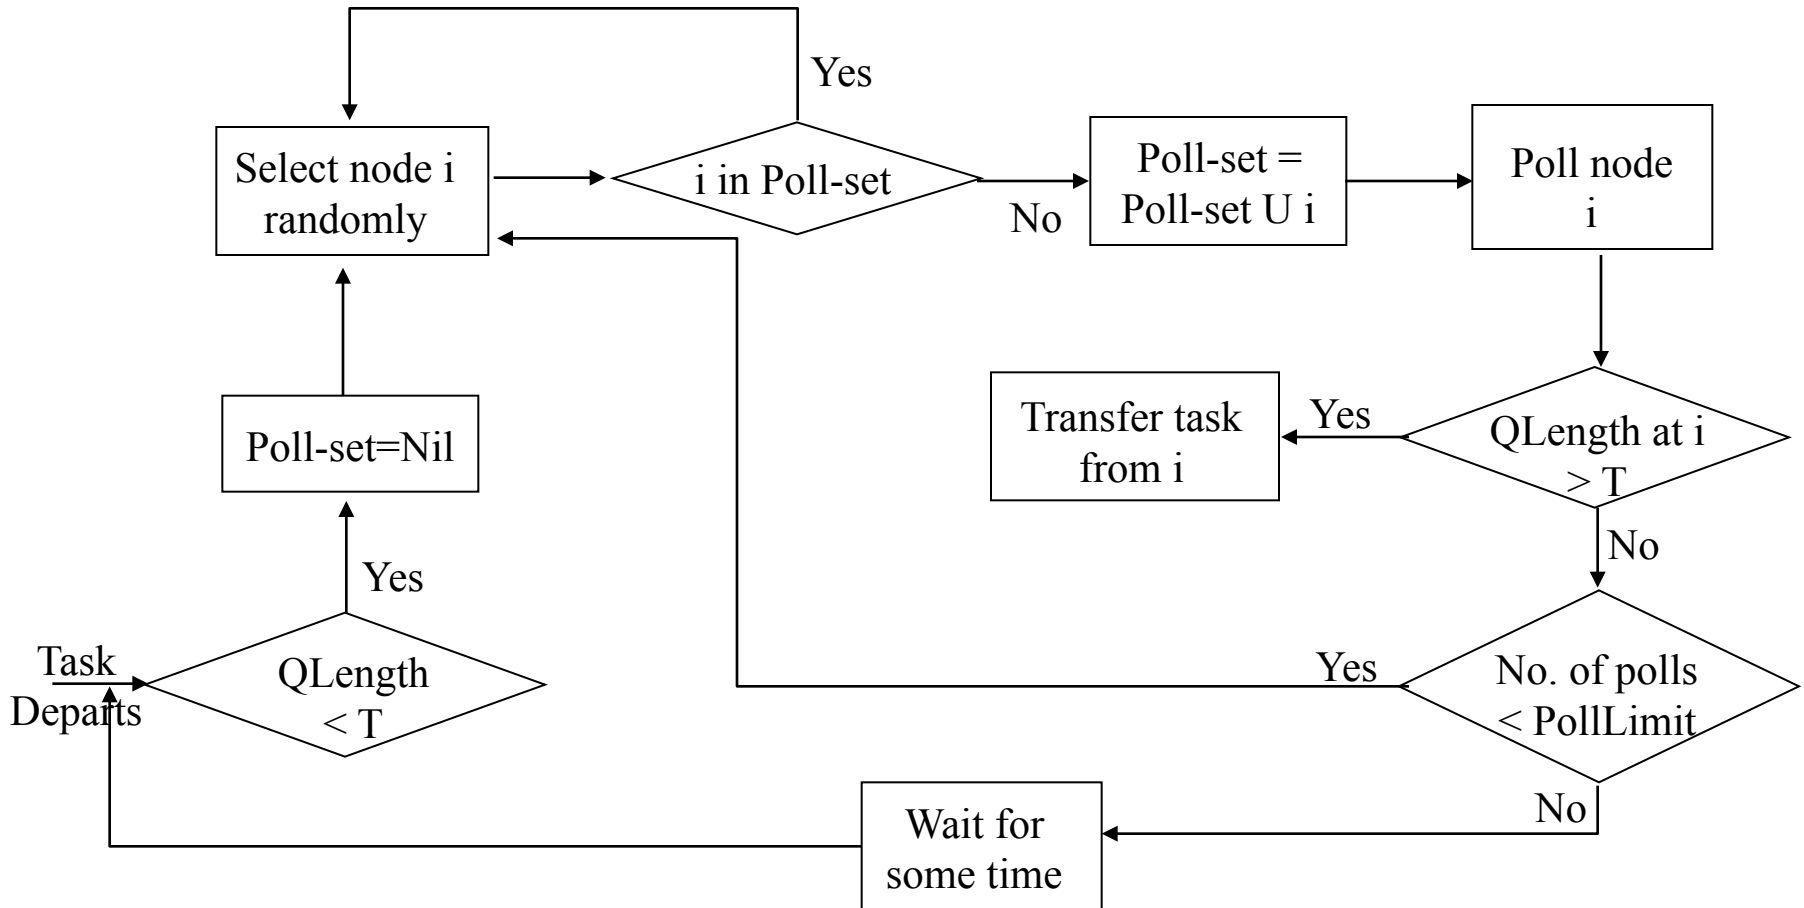 Yes
Select node i
randomly
i in Poll-set
No
Poll-set =
Poll-set U i
Poll node
i
Transfer task
from i
Yes
QLength at i
> T
Poll-set=Nil
No
Yes
Task
Departs
QLength
< T
Yes
No. of polls
< PollLimit
No
Wait for
some time